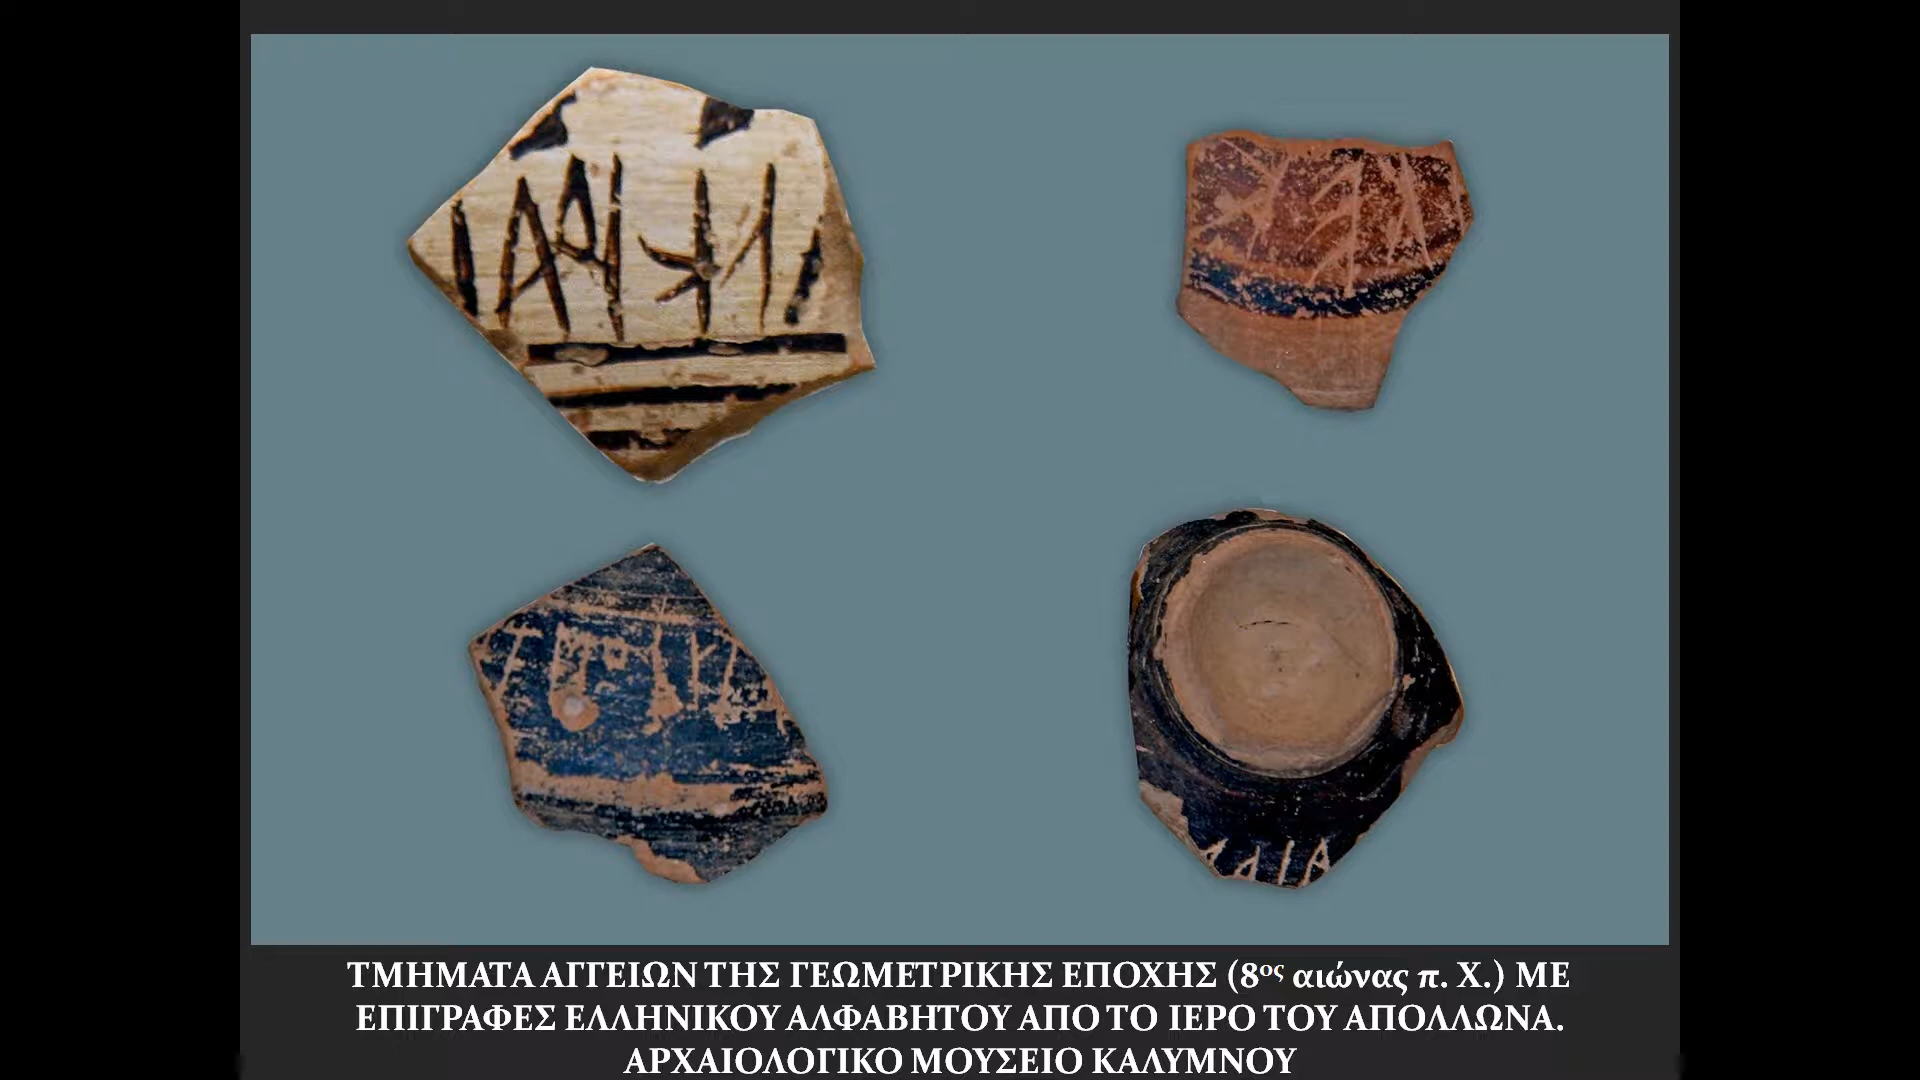 ΤΜΗΜΑΤΑ ΑΓΓΕΙΩΝ ΤΗΣ ΓΕΩΜΕΤΡΙΚΗΣ ΕΠΟΧΗΣ (8ος αιώνας π. Χ.) ΜΕ
ΕΠΙΓΡΑΦΕΣ ΕΛΛΗΝΙΚΟΥ ΑΛΦΑΒΗΤΟΥ ΑΠΟ ΤΟ ΙΕΡΟ ΤΟΥ ΑΠΟΛΛΩΝΑ.
ΑΡΧΑΙΟΛΟΓΙΚΟ ΜΟΥΣΕΙΟ ΚΑΛΥΜΝΟΥ